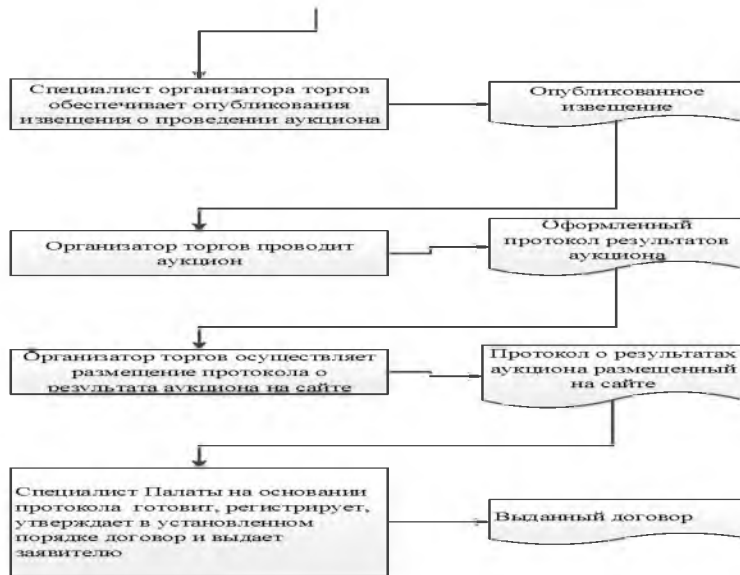 Специалист организатора торгов
обеспечивает опубликования
извещения о проведении аукциона
Опубликованное
извещение
Организатор торгов проводит
аукцион
Оформленный
протокол результатов
аукциона
Организатор торгов осуществляет
размещение протокола о
результата аукциона на сайте
Протокол о результатах
аукциона размещенный
на сайте
Специалист Палаты на основании
протокола готовит, регистрирует,
утверждает в установленном
порядке договор и выдает
заявителю
Выданный договор